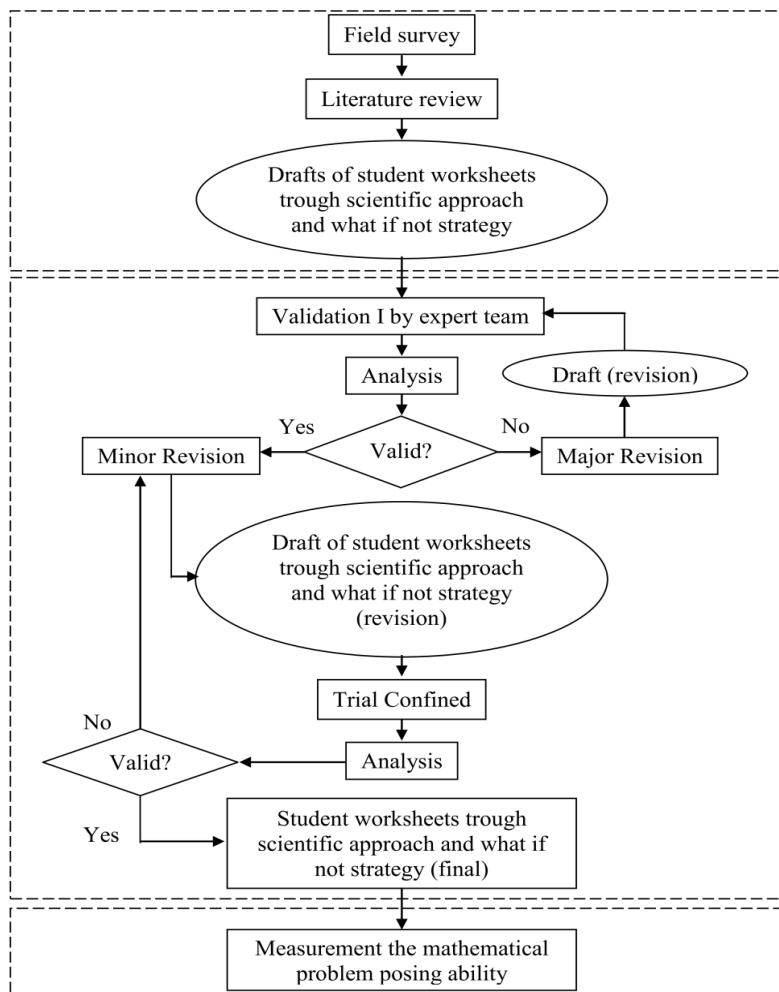 Field survey
Literature review
Drafts of student worksheets
trough scientific approach
and what if not strategy
Validation I by expert team
Analysis
Draft (revision)
Yes
Valid?
No
Minor Revision
Major Revision
Draft of student worksheets
trough scientific approach
and what if not strategy
(revision)
Trial Confined
No
Valid?
Analysis
Yes
Student worksheets trough
scientific approach and what if
not strategy (final)
Measurement the mathematical
problem posing ability